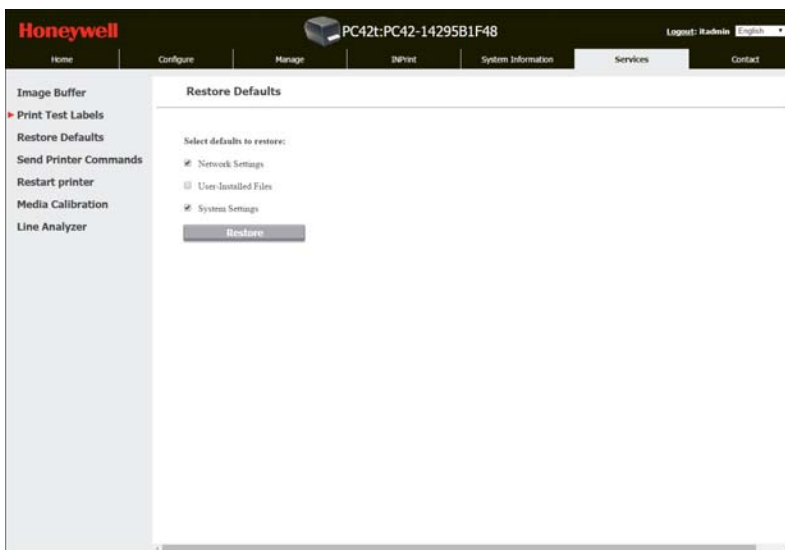 Honeywell
PC42t:PC42-14295B1F48
Logout: itadmin English
Home Configure Manage INPrint System Information Services Contact
Image Buffer
Print Test Labels
Restore Defaults
Send Printer Commands
Restart printer
Media Calibration
Line Analyzer
Restore Defaults
Select defaults to restore:
Network Settings
User-Installed Files
System Settings
Restore